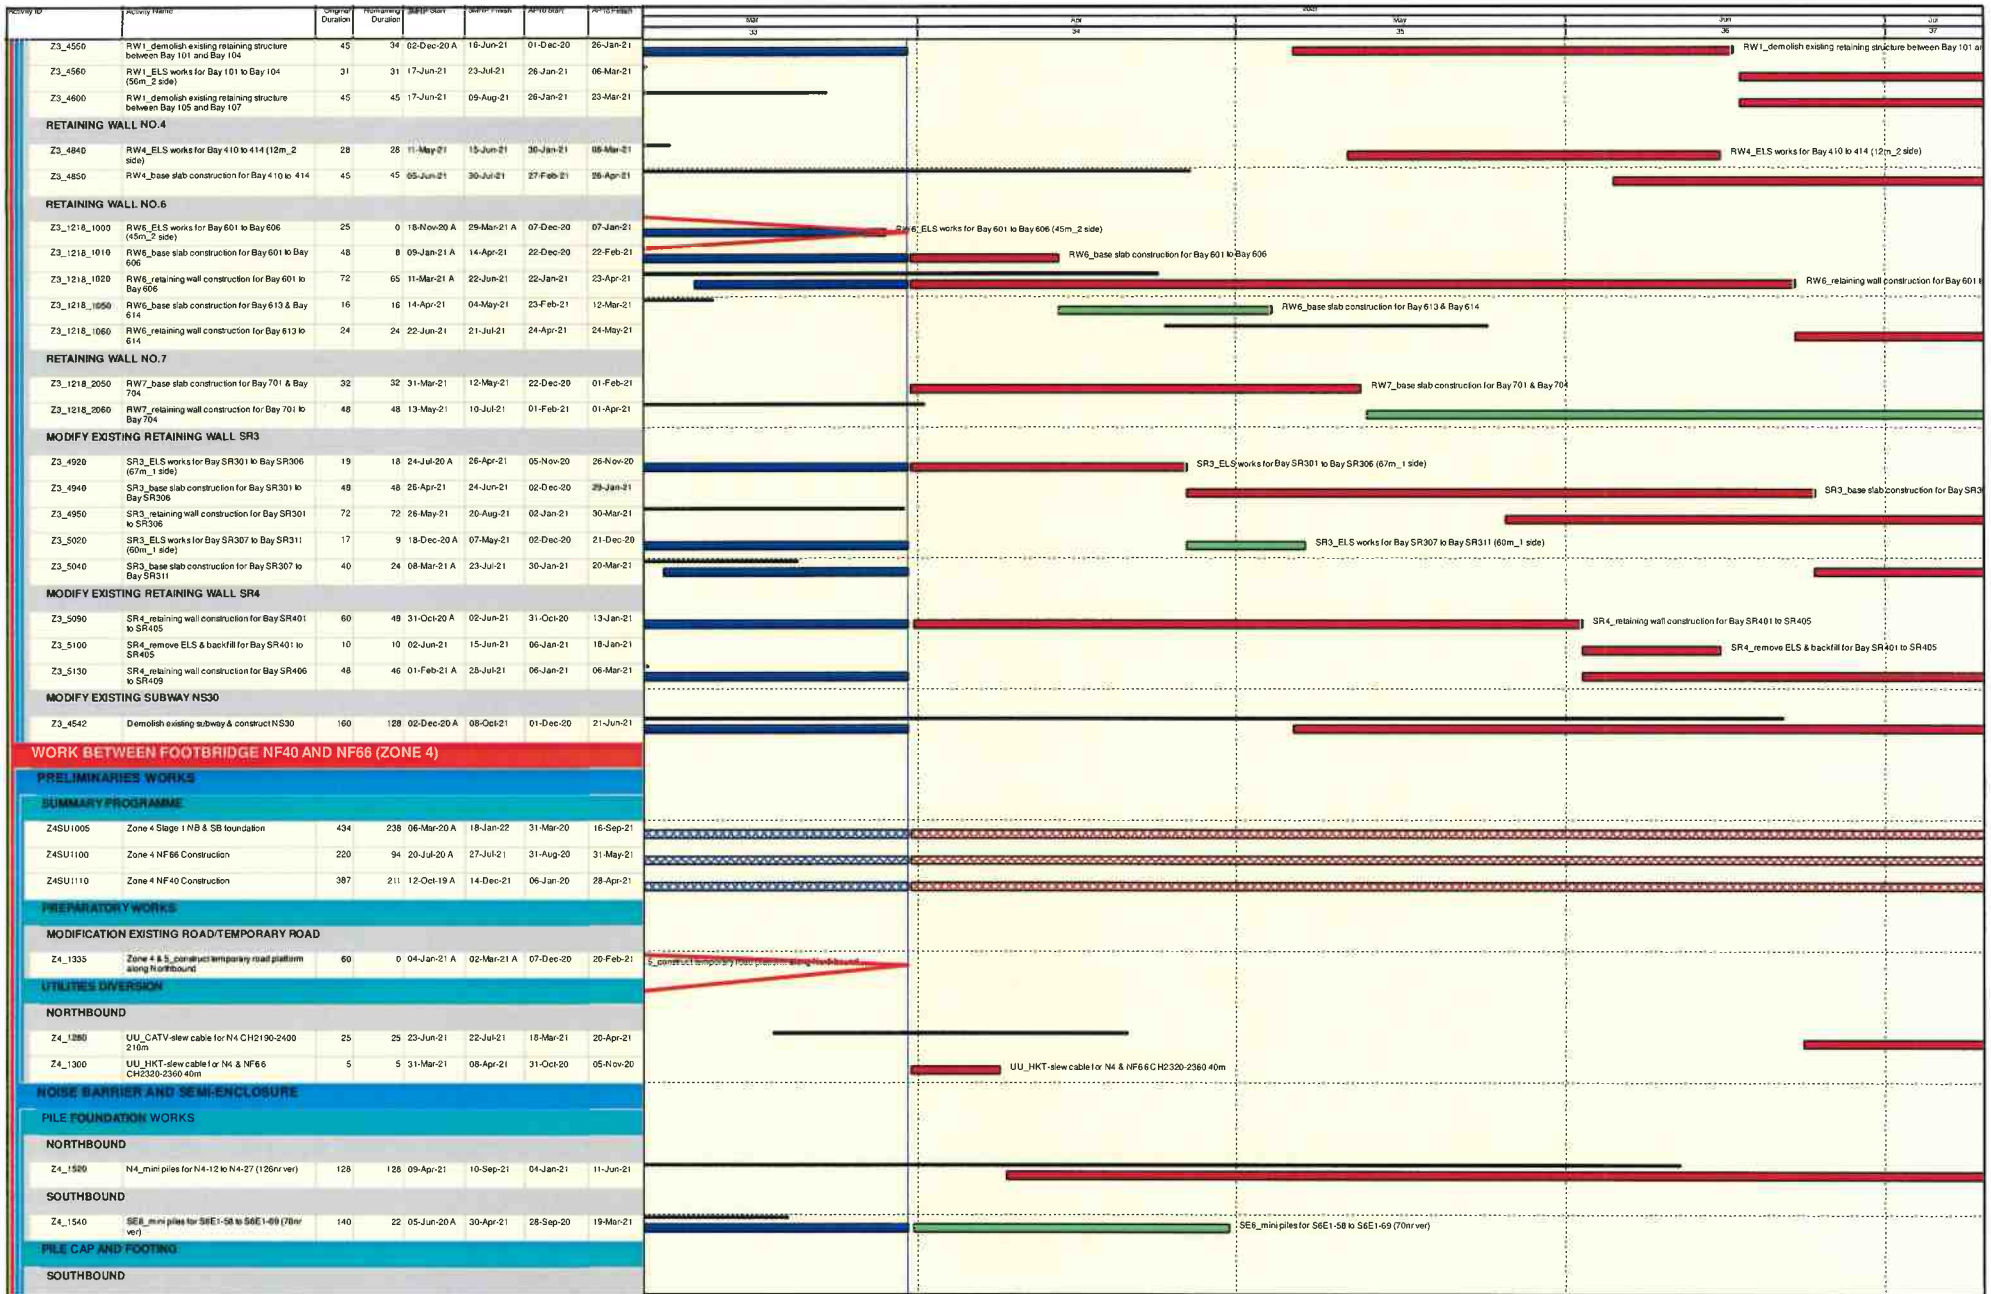 Activity ID Activity Name Original Duration Remaining Duration 3MRP Start 3MRP Finish AP10 Start AP10 Finish
2021
Mar Apr May Jun Jul
33 34 35 36 37
Z3_4550 RW1_demolish existing retaining structure between Bay 101 and Bay 104 45 34 02-Dec-20 A 16-Jun-21 01-Dec-20 26-Jan-21 RW1_demolish existing retaining structure between Bay 101 a
Z3_4560 RW1_ELS works for Bay 101 to Bay 104 (56m_2 side) 31 31 17-Jun-21 23-Jul-21 26-Jan-21 06-Mar-21
Z3_4600 RW1_demolish existing retaining structure between Bay 105 and Bay 107 45 45 17-Jun-21 09-Aug-21 26-Jan-21 23-Mar-21
RETAINING WALL NO.4
Z3_4840 RW4_ELS works for Bay 410 to 414 (12m_2 side) 28 28 11-May-21 15-Jun-21 30-Jan-21 08-Mar-21 RW4_ELS works for Bay 410 to 414 (12m_2 side)
Z3_4850 RW4_base slab construction for Bay 410 to 414 45 45 05-Jun-21 30-Jul-21 27-Feb-21 26-Apr-21
RETAINING WALL NO.6
Z3_1218_1000 RW6_ELS works for Bay 601 to Bay 606 (45m_2 side) 25 0 18-Nov-20 A 29-Mar-21 A 07-Dec-20 07-Jan-21 RW6_ELS works for Bay 601 to Bay 606 (45m_2 side)
Z3_1218_1010 RW6_base slab construction for Bay 601 to Bay 606 48 8 09-Jan-21 A 14-Apr-21 22-Dec-20 22-Feb-21 RW6_base slab construction for Bay 601 to Bay 606
Z3_1218_1020 RW6_retaining wall construction for Bay 601 to Bay 606 72 65 11-Mar-21 A 22-Jun-21 22-Jan-21 23-Apr-21 RW6_retaining wall construction for Bay 601 t
Z3_1218_1050 RW6_base slab construction for Bay 613 & Bay 614 16 16 14-Apr-21 04-May-21 23-Feb-21 12-Mar-21 RW6_base slab construction for Bay 613 & Bay 614
Z3_1218_1060 RW6_retaining wall construction for Bay 613 to 614 24 24 22-Jun-21 21-Jul-21 24-Apr-21 24-May-21
RETAINING WALL NO.7
Z3_1218_2050 RW7_base slab construction for Bay 701 & Bay 704 32 32 31-Mar-21 12-May-21 22-Dec-20 01-Feb-21 RW7_base slab construction for Bay 701 & Bay 704
Z3_1218_2060 RW7_retaining wall construction for Bay 701 to Bay 704 48 48 13-May-21 10-Jul-21 01-Feb-21 01-Apr-21
MODIFY EXISTING RETAINING WALL SR3
Z3_4920 SR3_ELS works for Bay SR301 to Bay SR306 (67m_1 side) 19 18 24-Jul-20 A 26-Apr-21 05-Nov-20 26-Nov-20 SR3_ELS works for Bay SR301 to Bay SR306 (67m_1 side)
Z3_4940 SR3_base slab construction for Bay SR301 to Bay SR306 48 48 26-Apr-21 24-Jun-21 02-Dec-20 29-Jan-21 SR3_base slab construction for Bay SR3
Z3_4950 SR3_retaining wall construction for Bay SR301 to SR306 72 72 26-May-21 20-Aug-21 02-Jan-21 30-Mar-21
Z3_5020 SR3_ELS works for Bay SR307 to Bay SR311 (60m_1 side) 17 9 18-Dec-20 A 07-May-21 02-Dec-20 21-Dec-20 SR3_ELS works for Bay SR307 to Bay SR311 (60m_1 side)
Z3_5040 SR3_base slab construction for Bay SR307 to Bay SR311 40 24 08-Mar-21 A 23-Jul-21 30-Jan-21 20-Mar-21
MODIFY EXISTING RETAINING WALL SR4
Z3_5090 SR4_retaining wall construction for Bay SR401 to SR405 60 48 31-Oct-20 A 02-Jun-21 31-Oct-20 13-Jan-21 SR4_retaining wall construction for Bay SR401 to SR405
Z3_5100 SR4_remove ELS & backfill for Bay SR401 to SR405 10 10 02-Jun-21 15-Jun-21 06-Jan-21 18-Jan-21 SR4_remove ELS & backfill for Bay SR401 to SR405
Z3_5130 SR4_retaining wall construction for Bay SR406 to SR409 48 46 01-Feb-21 A 28-Jul-21 06-Jan-21 06-Mar-21
MODIFY EXISTING SUBWAY NS30
Z3_4542 Demolish existing subway & construct NS30 160 128 02-Dec-20 A 08-Oct-21 01-Dec-20 21-Jun-21
WORK BETWEEN FOOTBRIDGE NF40 AND NF66 (ZONE 4)
PRELIMINARIES WORKS
SUMMARY PROGRAMME
Z4SU1005 Zone 4 Stage 1 NB & SB foundation 434 238 06-Mar-20 A 18-Jan-22 31-Mar-20 16-Sep-21
Z4SU1100 Zone 4 NF66 Construction 220 94 20-Jul-20 A 27-Jul-21 31-Aug-20 31-May-21
Z4SU1110 Zone 4 NF40 Construction 387 211 12-Oct-19 A 14-Dec-21 06-Jan-20 28-Apr-21
PREPARATORY WORKS
MODIFICATION EXISTING ROAD/TEMPORARY ROAD
Z4_1335 Zone 4 & 5_construct temporary road platform along Northbound 60 0 04-Jan-21 A 02-Mar-21 A 07-Dec-20 20-Feb-21 5_construct temporary road platform along Northbound
UTILITIES DIVERSION
NORTHBOUND
Z4_1280 UU_CATV-slew cable for N4 CH2190-2400 210m 25 25 23-Jun-21 22-Jul-21 18-Mar-21 20-Apr-21
Z4_1300 UU_HKT-slew cable for N4 & NF66 CH2320-2360 40m 5 5 31-Mar-21 08-Apr-21 31-Oct-20 05-Nov-20 UU_HKT-slew cable for N4 & NF66 CH2320-2360 40m
NOISE BARRIER AND SEMI-ENCLOSURE
PILE FOUNDATION WORKS
NORTHBOUND
Z4_1520 N4_mini piles for N4-12 to N4-27 (126nr ver) 128 128 09-Apr-21 10-Sep-21 04-Jan-21 11-Jun-21
SOUTHBOUND
Z4_1540 SE6_mini piles for S6E1-58 to S6E1-69 (70nr ver) 140 22 05-Jun-20 A 30-Apr-21 28-Sep-20 19-Mar-21 SE6_mini piles for S6E1-58 to S6E1-69 (70nr ver)
PILE CAP AND FOOTING
SOUTHBOUND